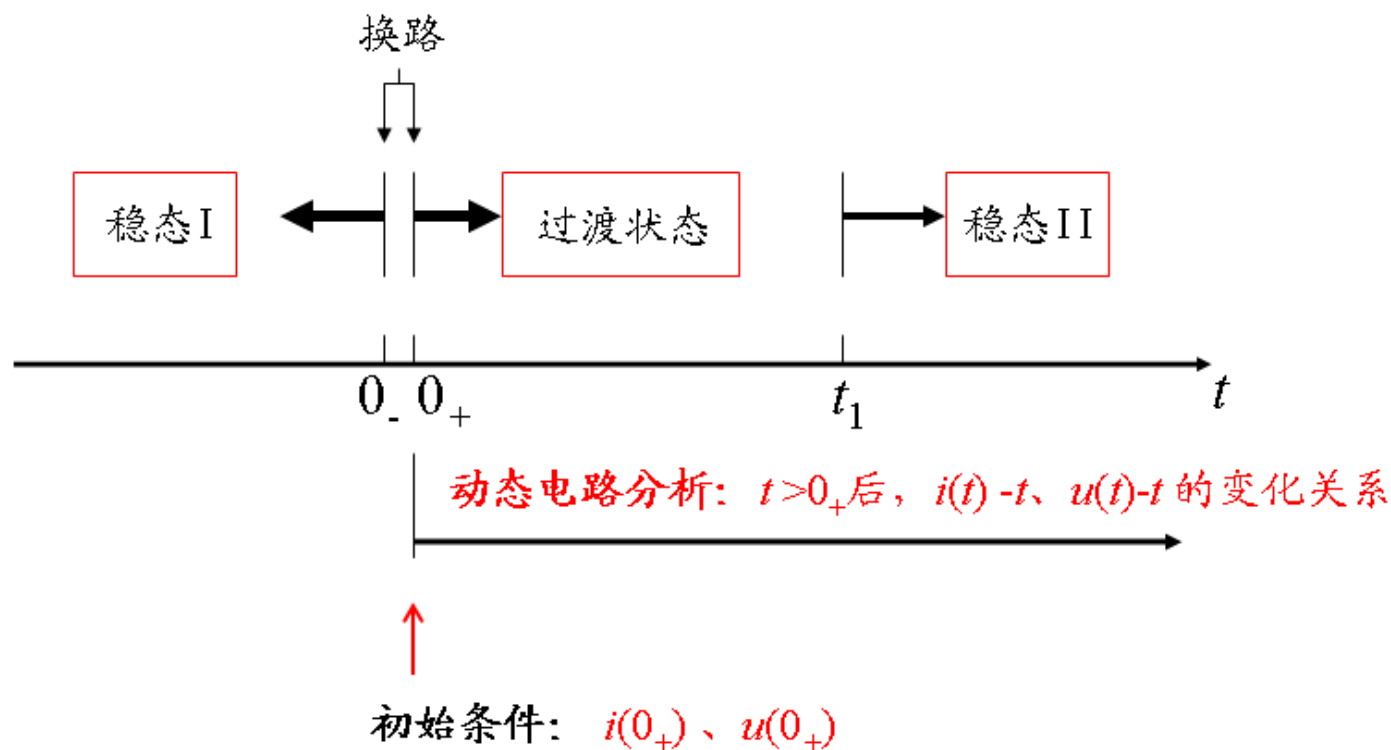 换路
稳态I 过渡状态 稳态II
0- 0+ t1 t
动态电路分析：t >0+后，i(t) -t、u(t)-t 的变化关系
初始条件：i(0+) 、u(0+)